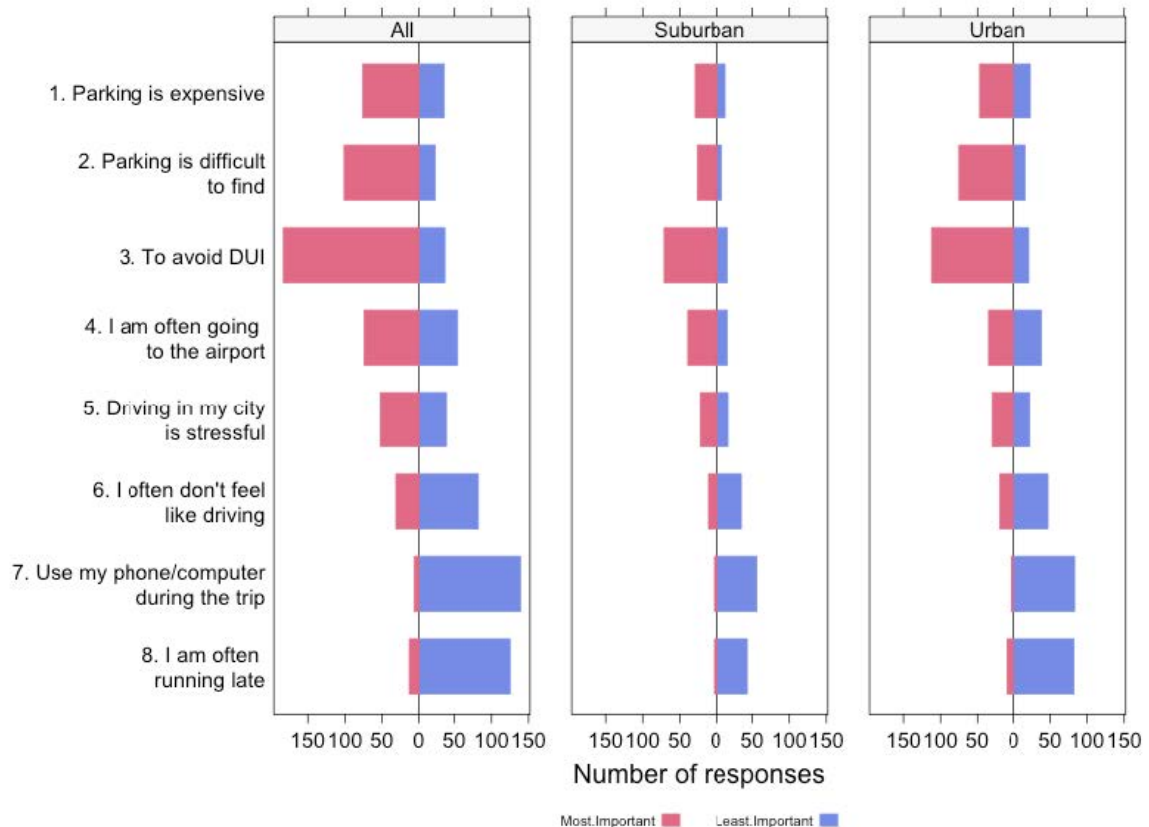 All
Suburban
Urban
1. Parking is expensive
2. Parking is difficult
to find
3. To avoid DUI
4. I am often going
to the airport
5. Driving in my city
is stressful
6. I often don't feel
like driving
7. Use my phone/computer
during the trip
8. I am often
running late
150 100 50 0 50 100 150
150 100 50 0 50 100 150
150 100 50 0 50 100 150
Number of responses
Most.Important
Least.Important